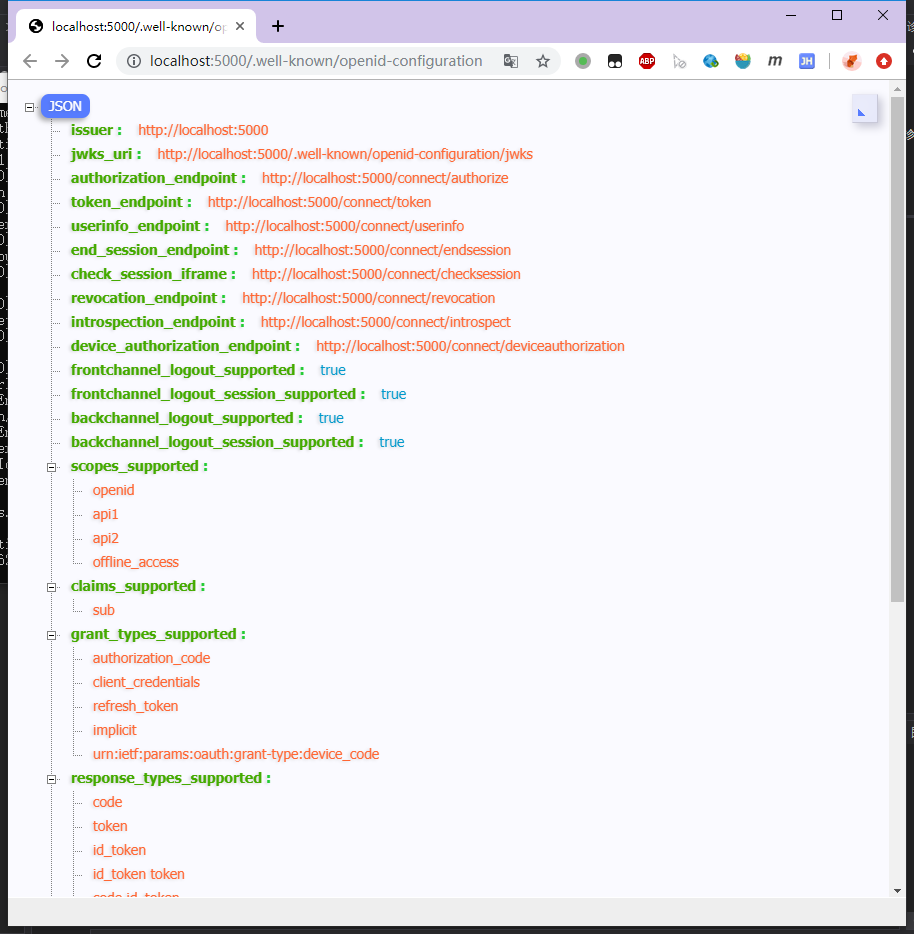 localhost:5000/.well-known/op
localhost:5000/.well-known/openid-configuration
ABP
m
JH
JSON
issuer : http://localhost:5000
jwks_uri : http://localhost:5000/.well-known/openid-configuration/jwks
authorization_endpoint : http://localhost:5000/connect/authorize
token_endpoint : http://localhost:5000/connect/token
userinfo_endpoint : http://localhost:5000/connect/userinfo
end_session_endpoint : http://localhost:5000/connect/endsession
check_session_iframe : http://localhost:5000/connect/checksession
revocation_endpoint : http://localhost:5000/connect/revocation
introspection_endpoint : http://localhost:5000/connect/introspect
device_authorization_endpoint : http://localhost:5000/connect/deviceauthorization
frontchannel_logout_supported : true
frontchannel_logout_session_supported : true
backchannel_logout_supported : true
backchannel_logout_session_supported : true
scopes_supported :
openid
api1
api2
offline_access
claims_supported :
sub
grant_types_supported :
authorization_code
client_credentials
refresh_token
implicit
urn:ietf:params:oauth:grant-type:device_code
response_types_supported :
code
token
id_token
id_token token
code id_token